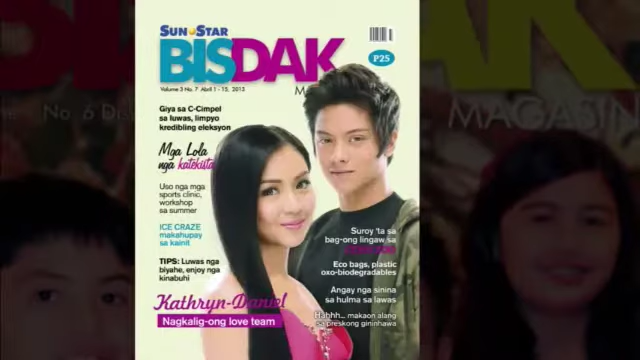 SUN STAR
BISDAK
Volume 3 No. 7 Abril 1 - 15, 2013
P25
Giya sa C-Cimpel
sa luwas, limpyo
kredibling eleksyon
Mga Lola
nga katekista
Uso nga mga
sports clinic,
workshop
sa summer
ICE CRAZE
makahupay
sa kainit
TIPS: Luwas nga
biyahe, enjoy nga
kinabuhi
Kathryn-Daniel
Nagkalig-ong love team
Suroy 'ta sa
bag-ong lingaw sa
Eco bags, plastic
oxo-biodegradables
Angay nga sinina
sa hulma sa lawas
Hahhh... makaon alang
sa preskong gininhawa
No. 6
MAGASIN